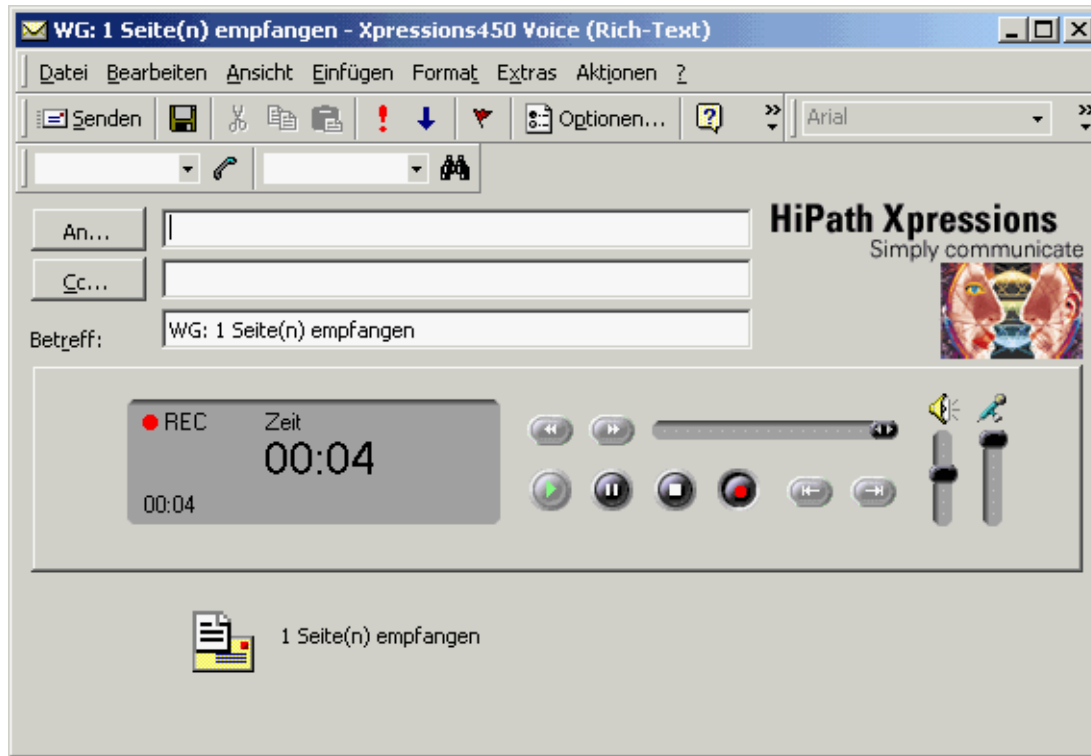 WG: 1 Seite(n) empfangen - Xpressions450 Voice (Rich-Text)
Datei Bearbeiten Ansicht Einfügen Format Extras Aktionen ?
Senden Optionen... Arial
An...
HiPath Xpressions
Simply communicate
Cc...
Betreff: WG: 1 Seite(n) empfangen
REC Zeit
00:04
00:04
1 Seite(n) empfangen